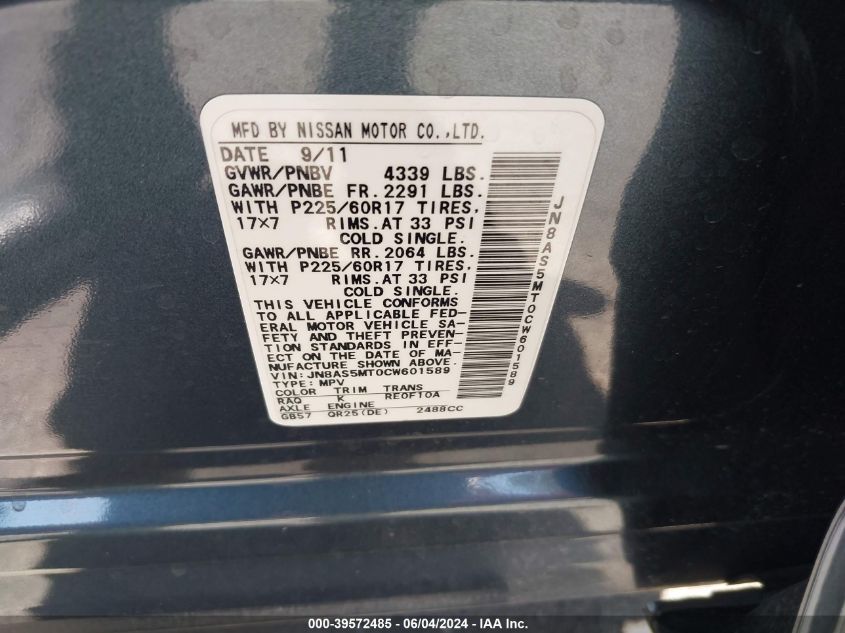 MFD BY NISSAN MOTOR CO.,LTD.
DATE 9/11
GVWR/PNBV 4339 LBS.
GAWR/PNBE FR. 2291 LBS.
WITH P225/60R17 TIRES,
17×7 RIMS.AT 33 PSI
COLD SINGLE.
GAWR/PNBE RR. 2064 LBS.
WITH P225/60R17 TIRES,
17×7 RIMS.AT 33 PSI
COLD SINGLE.
THIS VEHICLE CONFORMS
TO ALL APPLICABLE FED-
ERAL MOTOR VEHICLE SA-
FETY AND THEFT PREVEN-
TION STANDARDS IN EFF-
ECT ON THE DATE OF MA-
NUFACTURE SHOWN ABOVE.
VIN: JN8AS5MT0CW601589
TYPE: MPV
COLOR TRIM TRANS
RAQ K RE0F10A
AXLE ENGINE
GB57 QR25(DE) 2488CC
JN8AS5MT0CW601589
000-39572485 - 06/04/2024 - IAA Inc.